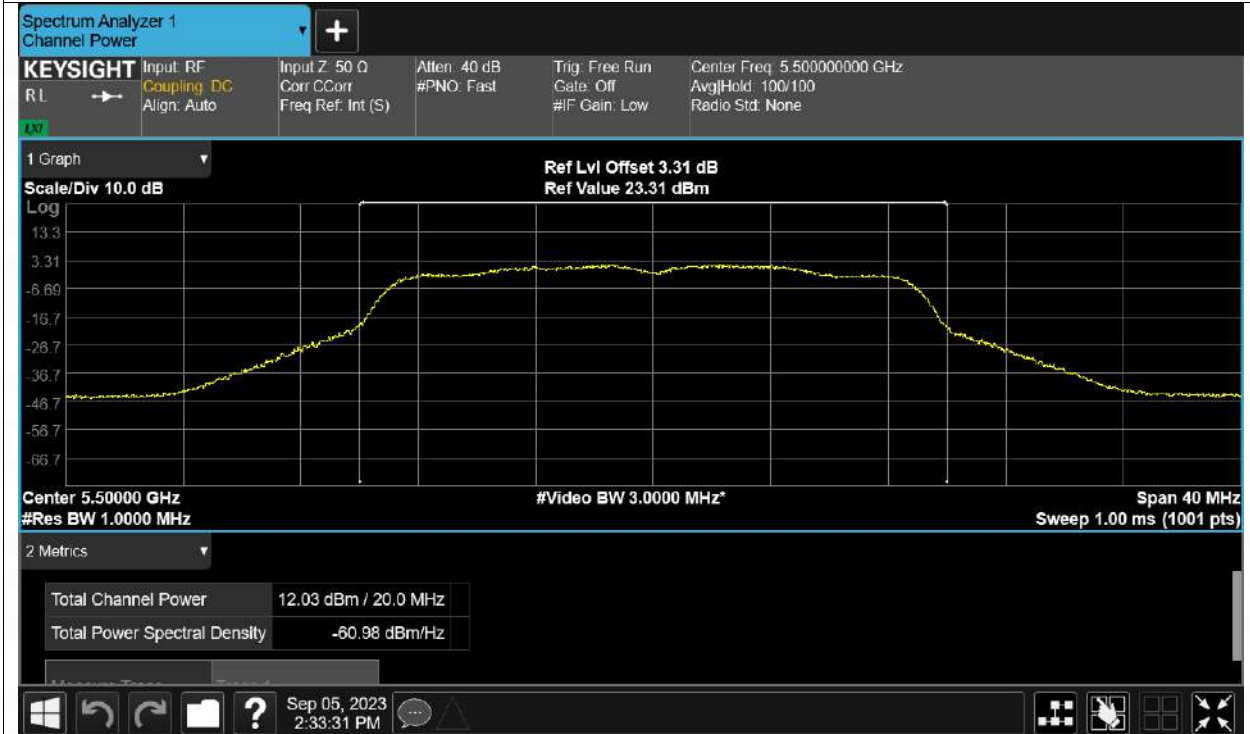 Spectrum Analyzer 1
Channel Power
+
KEYSIGHT Input: RF Input Z: 50 Ω Atten: 40 dB Trig: Free Run Center Freq: 5.500000000 GHz
RL Coupling: DC Corr CCorr #PNO: Fast Gate: Off Avg|Hold: 100/100
Align: Auto Freq Ref: Int (S) #IF Gain: Low Radio Std: None
LXI
1 Graph Ref Lvl Offset 3.31 dB
Scale/Div 10.0 dB Ref Value 23.31 dBm
Log
13.3
3.31
-6.69
-16.7
-26.7
-36.7
-46.7
-56.7
-66.7
Center 5.50000 GHz #Video BW 3.0000 MHz* Span 40 MHz
#Res BW 1.0000 MHz Sweep 1.00 ms (1001 pts)
2 Metrics
Total Channel Power 12.03 dBm / 20.0 MHz
Total Power Spectral Density -60.98 dBm/Hz
? Sep 05, 2023
2:33:31 PM